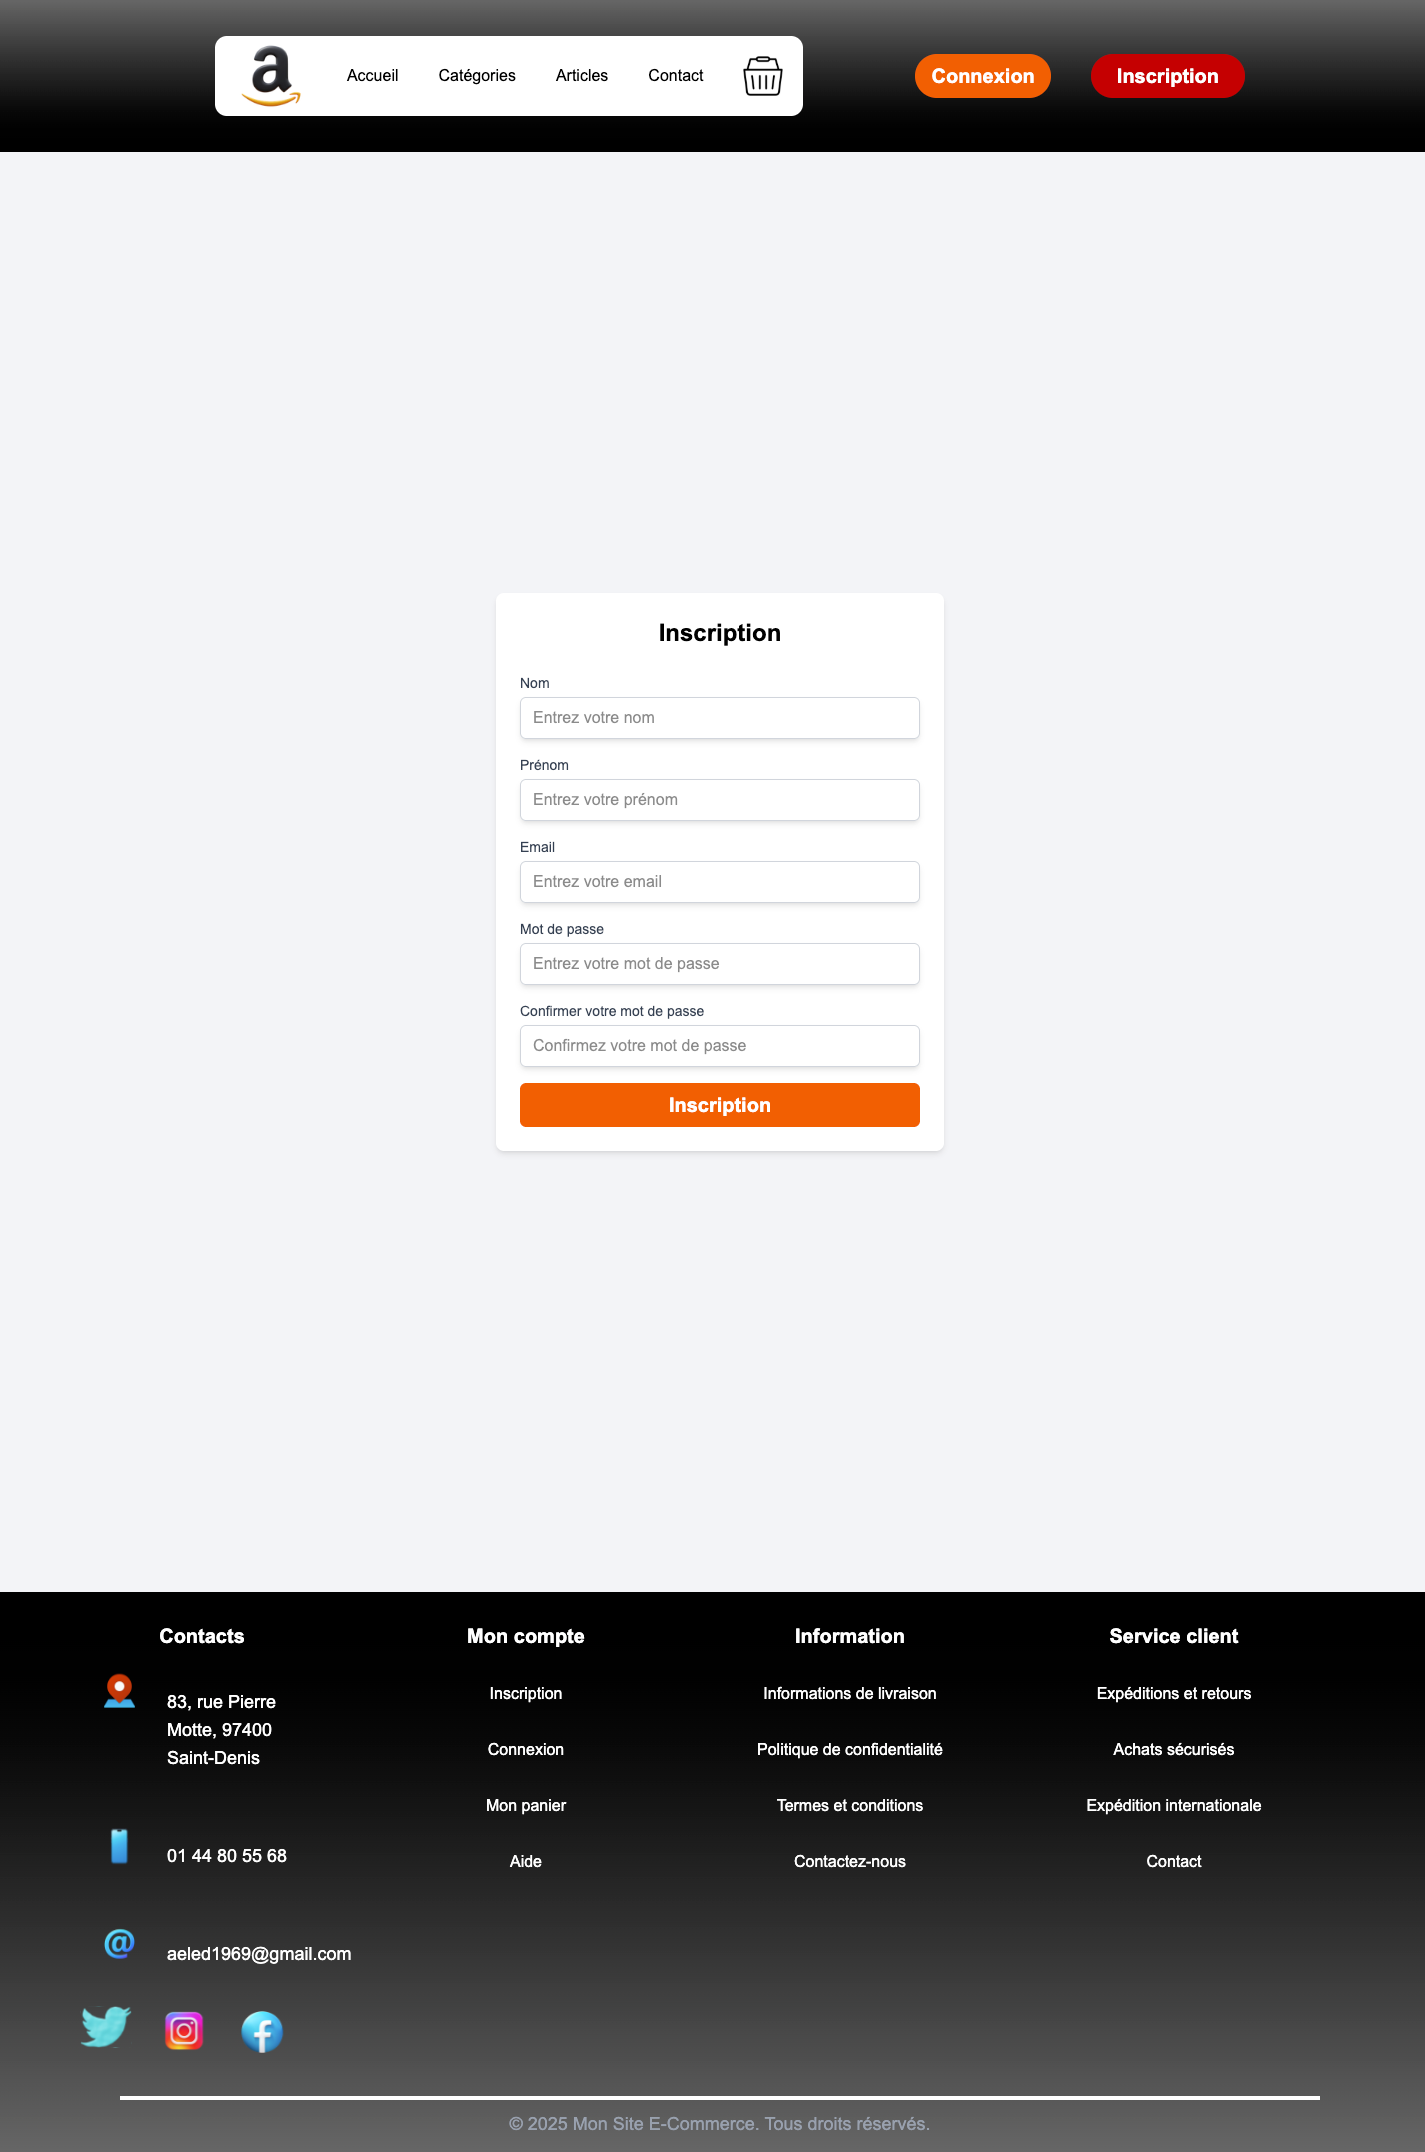 a
Accueil
Catégories
Articles
Contact
Connexion
Inscription
Inscription
Nom
Entrez votre nom
Prénom
Entrez votre prénom
Email
Entrez votre email
Mot de passe
Entrez votre mot de passe
Confirmer votre mot de passe
Confirmez votre mot de passe
Inscription
Contacts
83, rue Pierre
Motte, 97400
Saint-Denis
01 44 80 55 68
@
aeled1969@gmail.com
Mon compte
Inscription
Connexion
Mon panier
Aide
Information
Informations de livraison
Politique de confidentialité
Termes et conditions
Contactez-nous
Service client
Expéditions et retours
Achats sécurisés
Expédition internationale
Contact
© 2025 Mon Site E-Commerce. Tous droits réservés.